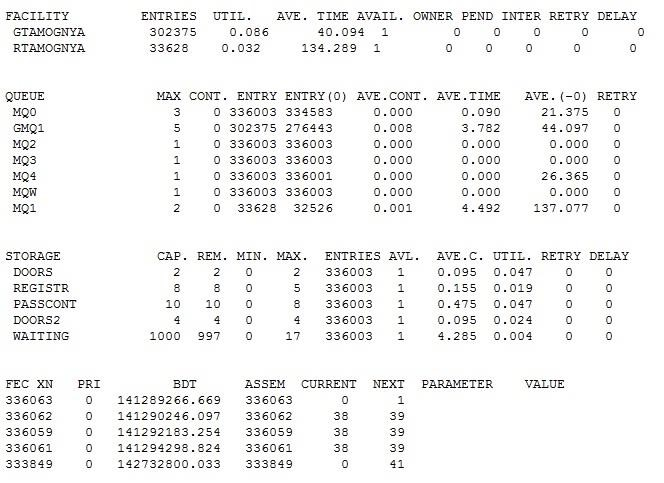 FACILITY ENTRIES UTIL. AVE. TIME AVAIL. OWNER PEND INTER RETRY DELAY
GTAMOGNYA 302375 0.086 40.094 1 0 0 0 0 0
RTAMOGNYA 33628 0.032 134.289 1 0 0 0 0 0
QUEUE MAX CONT. ENTRY ENTRY(0) AVE.CONT. AVE.TIME AVE.(-0) RETRY
MQ0 3 0 336003 334583 0.000 0.090 21.375 0
GMQ1 5 0 302375 276443 0.008 3.782 44.097 0
MQ2 1 0 336003 336003 0.000 0.000 0.000 0
MQ3 1 0 336003 336003 0.000 0.000 0.000 0
MQ4 1 0 336003 336001 0.000 0.000 26.365 0
MQW 1 0 336003 336003 0.000 0.000 0.000 0
MQ1 2 0 33628 32526 0.001 4.492 137.077 0
STORAGE CAP. REM. MIN. MAX. ENTRIES AVL. AVE.C. UTIL. RETRY DELAY
DOORS 2 2 0 2 336003 1 0.095 0.047 0 0
REGISTR 8 8 0 5 336003 1 0.155 0.019 0 0
PASSCONT 10 10 0 8 336003 1 0.475 0.047 0 0
DOORS2 4 4 0 4 336003 1 0.095 0.024 0 0
WAITING 1000 997 0 17 336003 1 4.285 0.004 0 0
FEC XN PRI BDT ASSEM CURRENT NEXT PARAMETER VALUE
336063 0 141289266.669 336063 0 1
336062 0 141290246.097 336062 38 39
336059 0 141292183.254 336059 38 39
336061 0 141294298.824 336061 38 39
333849 0 142732800.033 333849 0 41